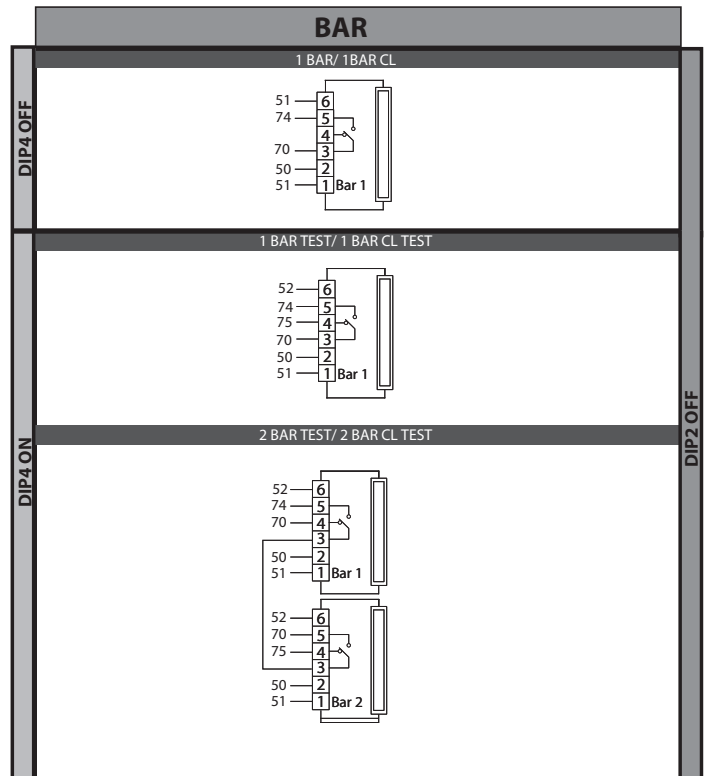 BAR
DIP4 OFF
1 BAR/ 1BAR CL
51 6
74 5
4
70 3
50 2
51 1 Bar 1
DIP4 ON
1 BAR TEST/ 1 BAR CL TEST
52 6
74 5
75 4
70 3
50 2
51 1 Bar 1
2 BAR TEST/ 2 BAR CL TEST
52 6
74 5
70 4
3
50 2
51 1 Bar 1
52 6
70 5
75 4
3
50 2
51 1 Bar 2
DIP2 OFF